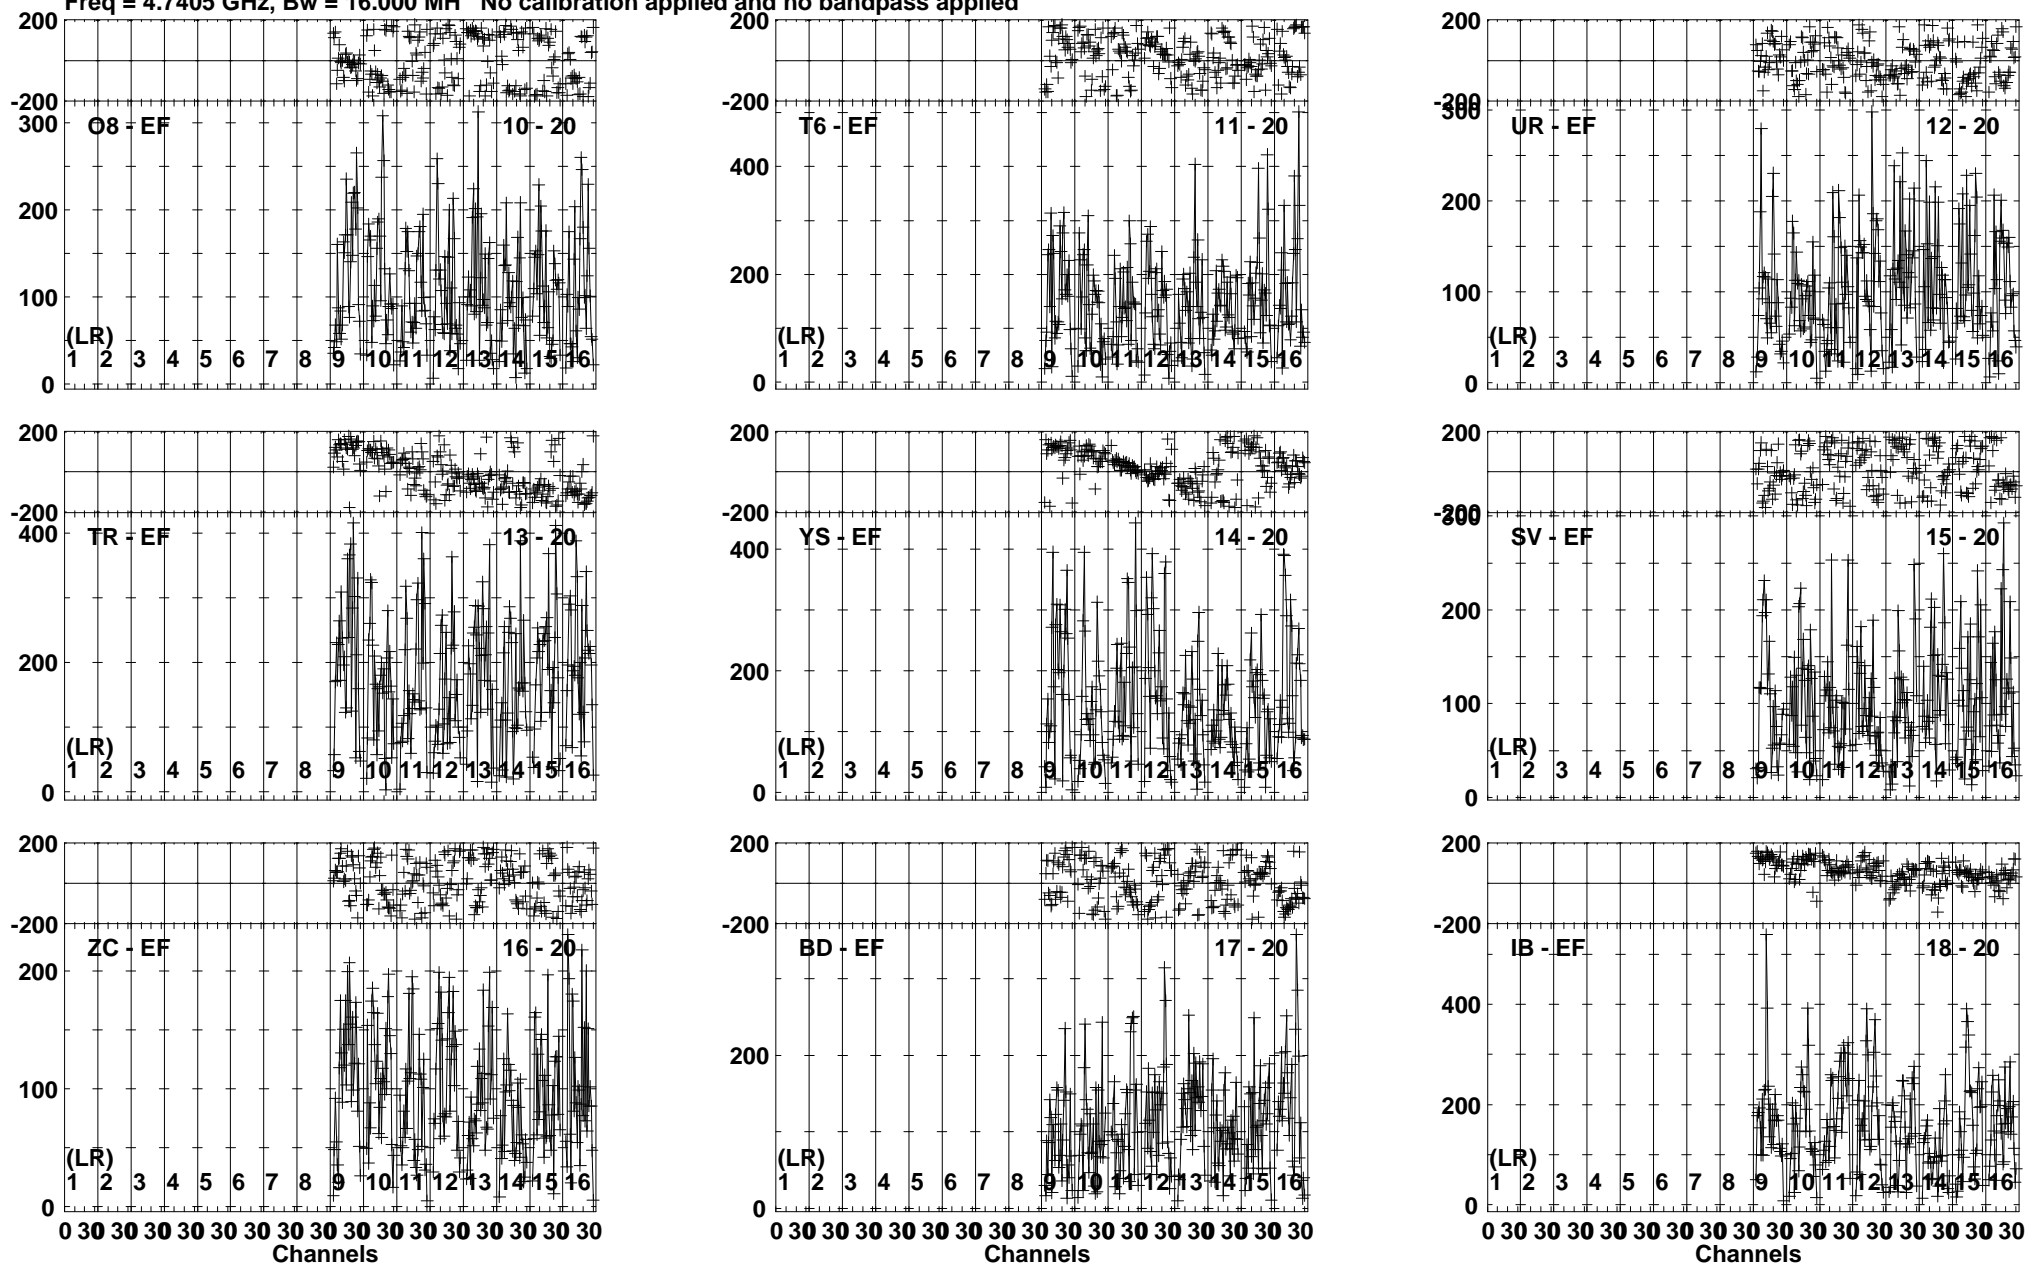 Freq = 4.7405 GHz, Bw = 16.000 MH No calibration applied and no bandpass applied
200 200 200
-200 -200 -200
300 300
O8 - EF 10 - 20 T6 - EF 11 - 20 UR - EF 12 - 20
400
200 200 200
100 100
(LR) (LR) (LR)
1 2 3 4 5 6 7 8 9 10 11 12 13 14 15 16 1 2 3 4 5 6 7 8 9 10 11 12 13 14 15 16 1 2 3 4 5 6 7 8 9 10 11 12 13 14 15 16
0 0 0
200 200 200
-200 -200 -200
300
TR - EF 13 - 20 YS - EF 14 - 20 SV - EF 15 - 20
400 400
200 200 200
100
(LR) (LR) (LR)
1 2 3 4 5 6 7 8 9 10 11 12 13 14 15 16 1 2 3 4 5 6 7 8 9 10 11 12 13 14 15 16 1 2 3 4 5 6 7 8 9 10 11 12 13 14 15 16
0 0 0
200 200 200
-200 -200 -200
ZC - EF 16 - 20 BD - EF 17 - 20 IB - EF 18 - 20
200 400
200 200
100
(LR) (LR) (LR)
1 2 3 4 5 6 7 8 9 10 11 12 13 14 15 16 1 2 3 4 5 6 7 8 9 10 11 12 13 14 15 16 1 2 3 4 5 6 7 8 9 10 11 12 13 14 15 16
0 0 0
0 30 30 30 30 30 30 30 30 30 30 30 30 30 30 30 30 0 30 30 30 30 30 30 30 30 30 30 30 30 30 30 30 30 0 30 30 30 30 30 30 30 30 30 30 30 30 30 30 30 30
Channels Channels Channels